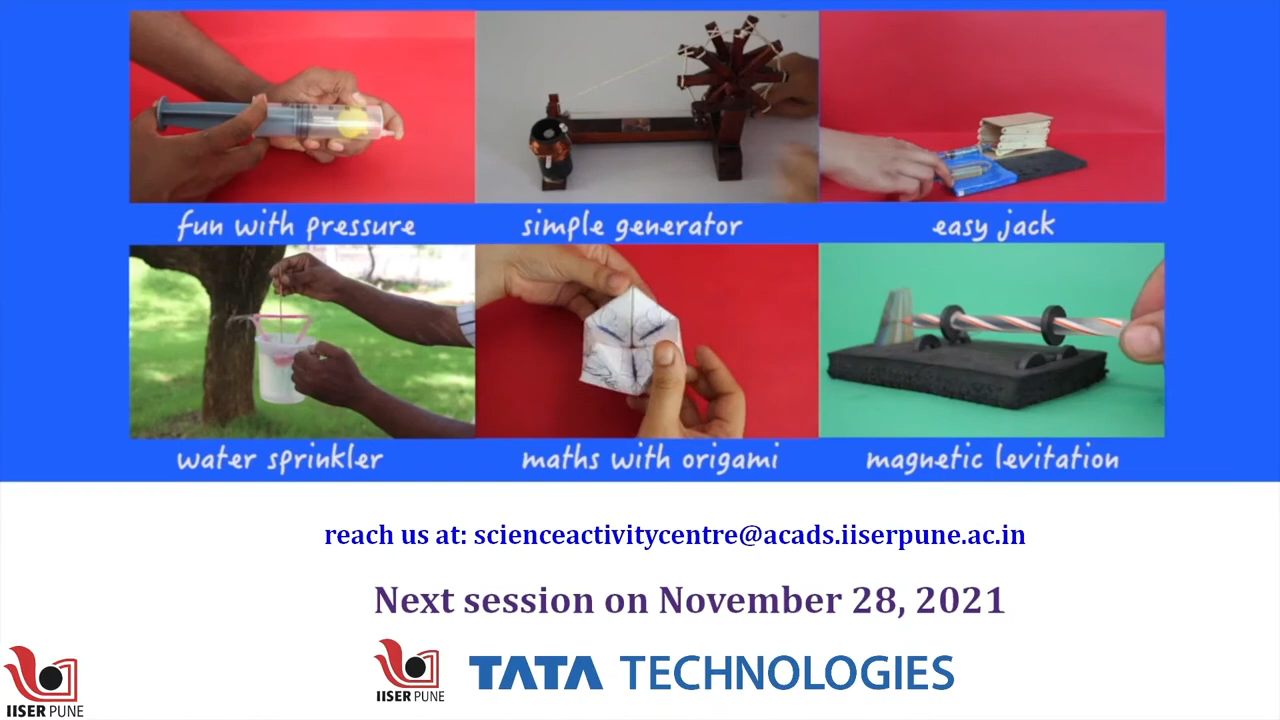 fun with pressure
simple generator
easy jack
water sprinkler
maths with origami
magnetic levitation
reach us at: scienceactivitycentre@acads.iiserpune.ac.in
Next session on November 28, 2021
IISER PUNE
IISER PUNE
TATA TECHNOLOGIES